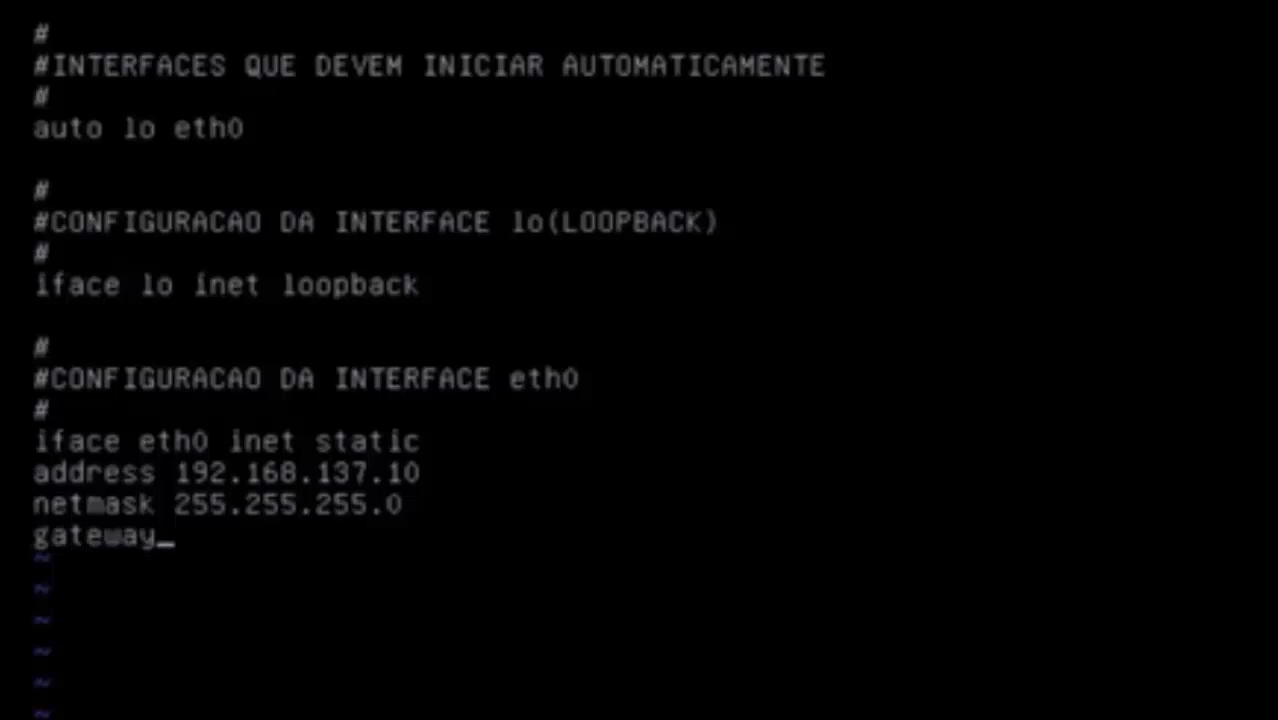 #
#INTERFACES QUE DEVEM INICIAR AUTOMATICAMENTE
#
auto lo eth0
#
#CONFIGURACAO DA INTERFACE lo(LOOPBACK)
#
iface lo inet loopback
#
#CONFIGURACAO DA INTERFACE eth0
#
iface eth0 inet static
address 192.168.137.10
netmask 255.255.255.0
gateway_
~
~
~
~
~
~